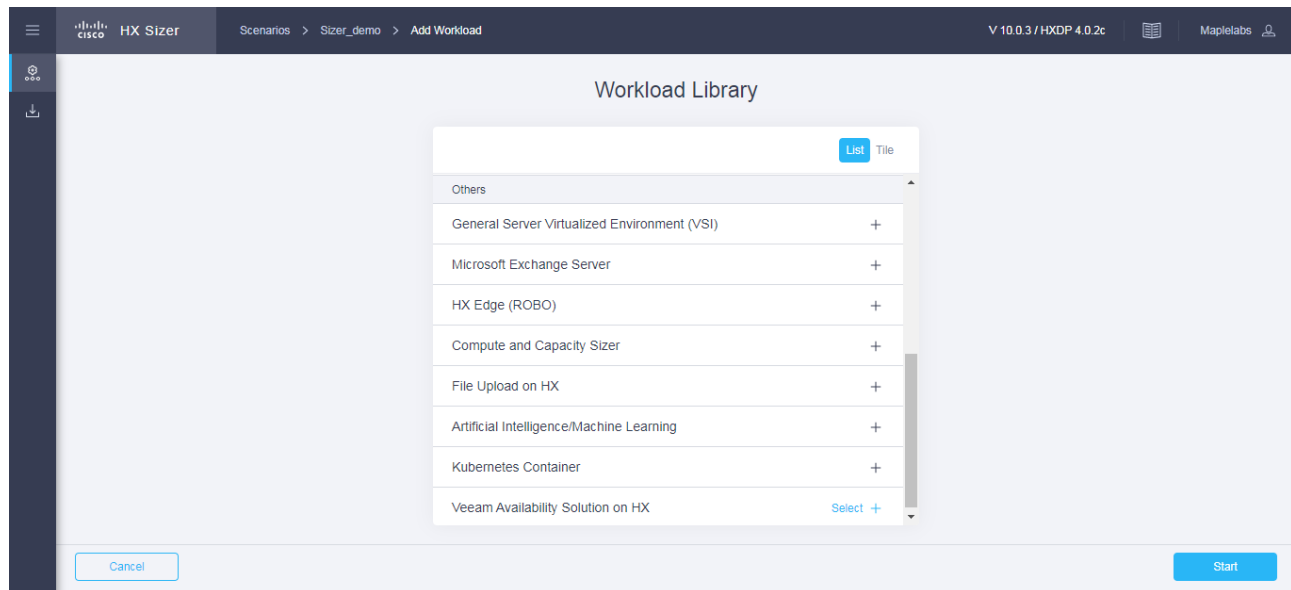 cisco HX Sizer Scenarios > Sizer_demo > Add Workload V 10.0.3 / HXDP 4.0.2c Maplelabs
Workload Library
List Tile
Others
General Server Virtualized Environment (VSI) +
Microsoft Exchange Server +
HX Edge (ROBO) +
Compute and Capacity Sizer +
File Upload on HX +
Artificial Intelligence/Machine Learning +
Kubernetes Container +
Veeam Availability Solution on HX Select +
Cancel Start